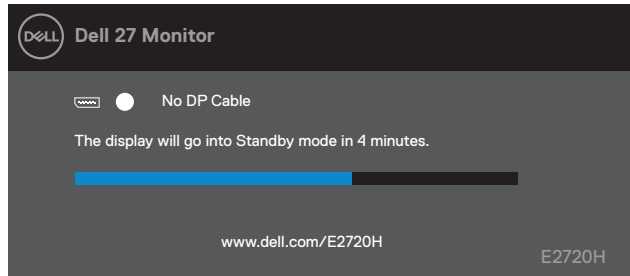 DELL Dell 27 Monitor
No DP Cable
The display will go into Standby mode in 4 minutes.
www.dell.com/E2720H
E2720H